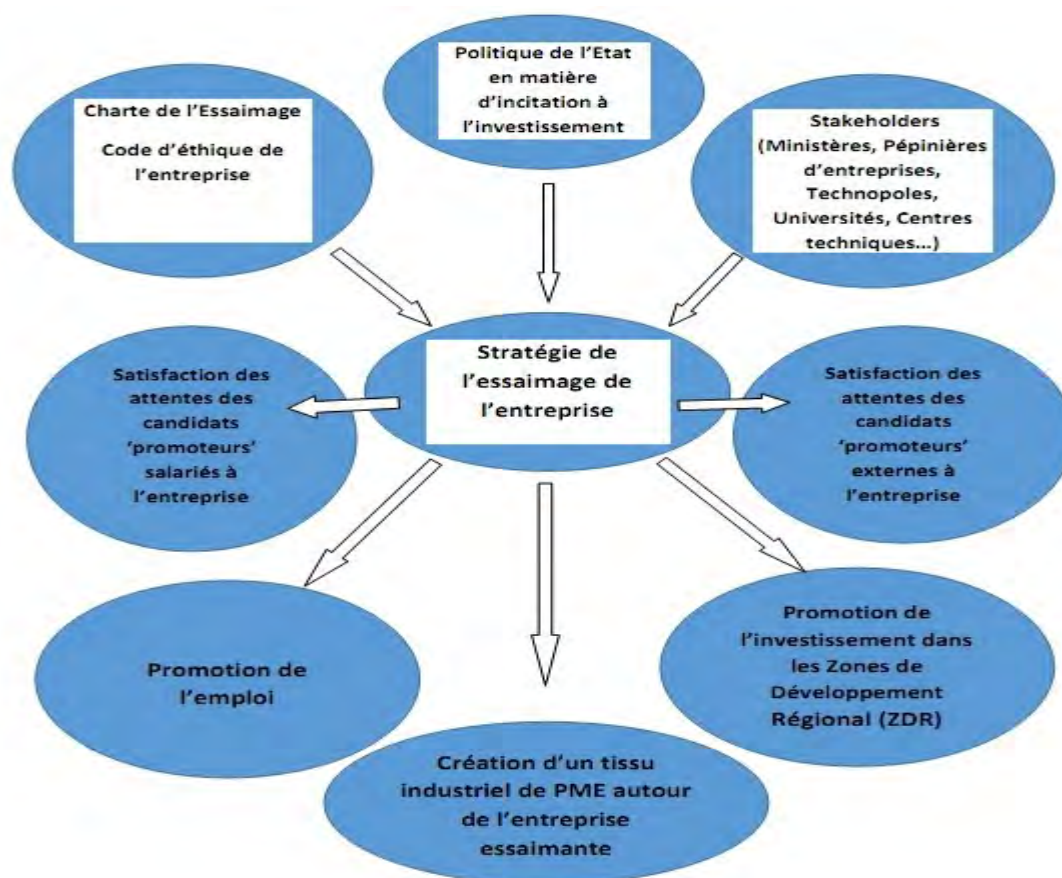 Politique de l'Etat
en matière
d'incitation à
l'investissement
Charte de l'Essaimage
Code d'éthique de
l'entreprise
Stakeholders
(Ministères, Pépinières
d'entreprises,
Technopoles,
Universités, Centres
techniques...)
Stratégie de
l'essaimage de
l'entreprise
Satisfaction des
attentes des
candidats
'promoteurs'
salariés à
l'entreprise
Satisfaction des
attentes des
candidats
'promoteurs'
externes à
l'entreprise
Promotion de
l'emploi
Promotion de
l'investissement dans
les Zones de
Développement
Régional (ZDR)
Création d'un tissu
industriel de PME autour
de l'entreprise
essaimante